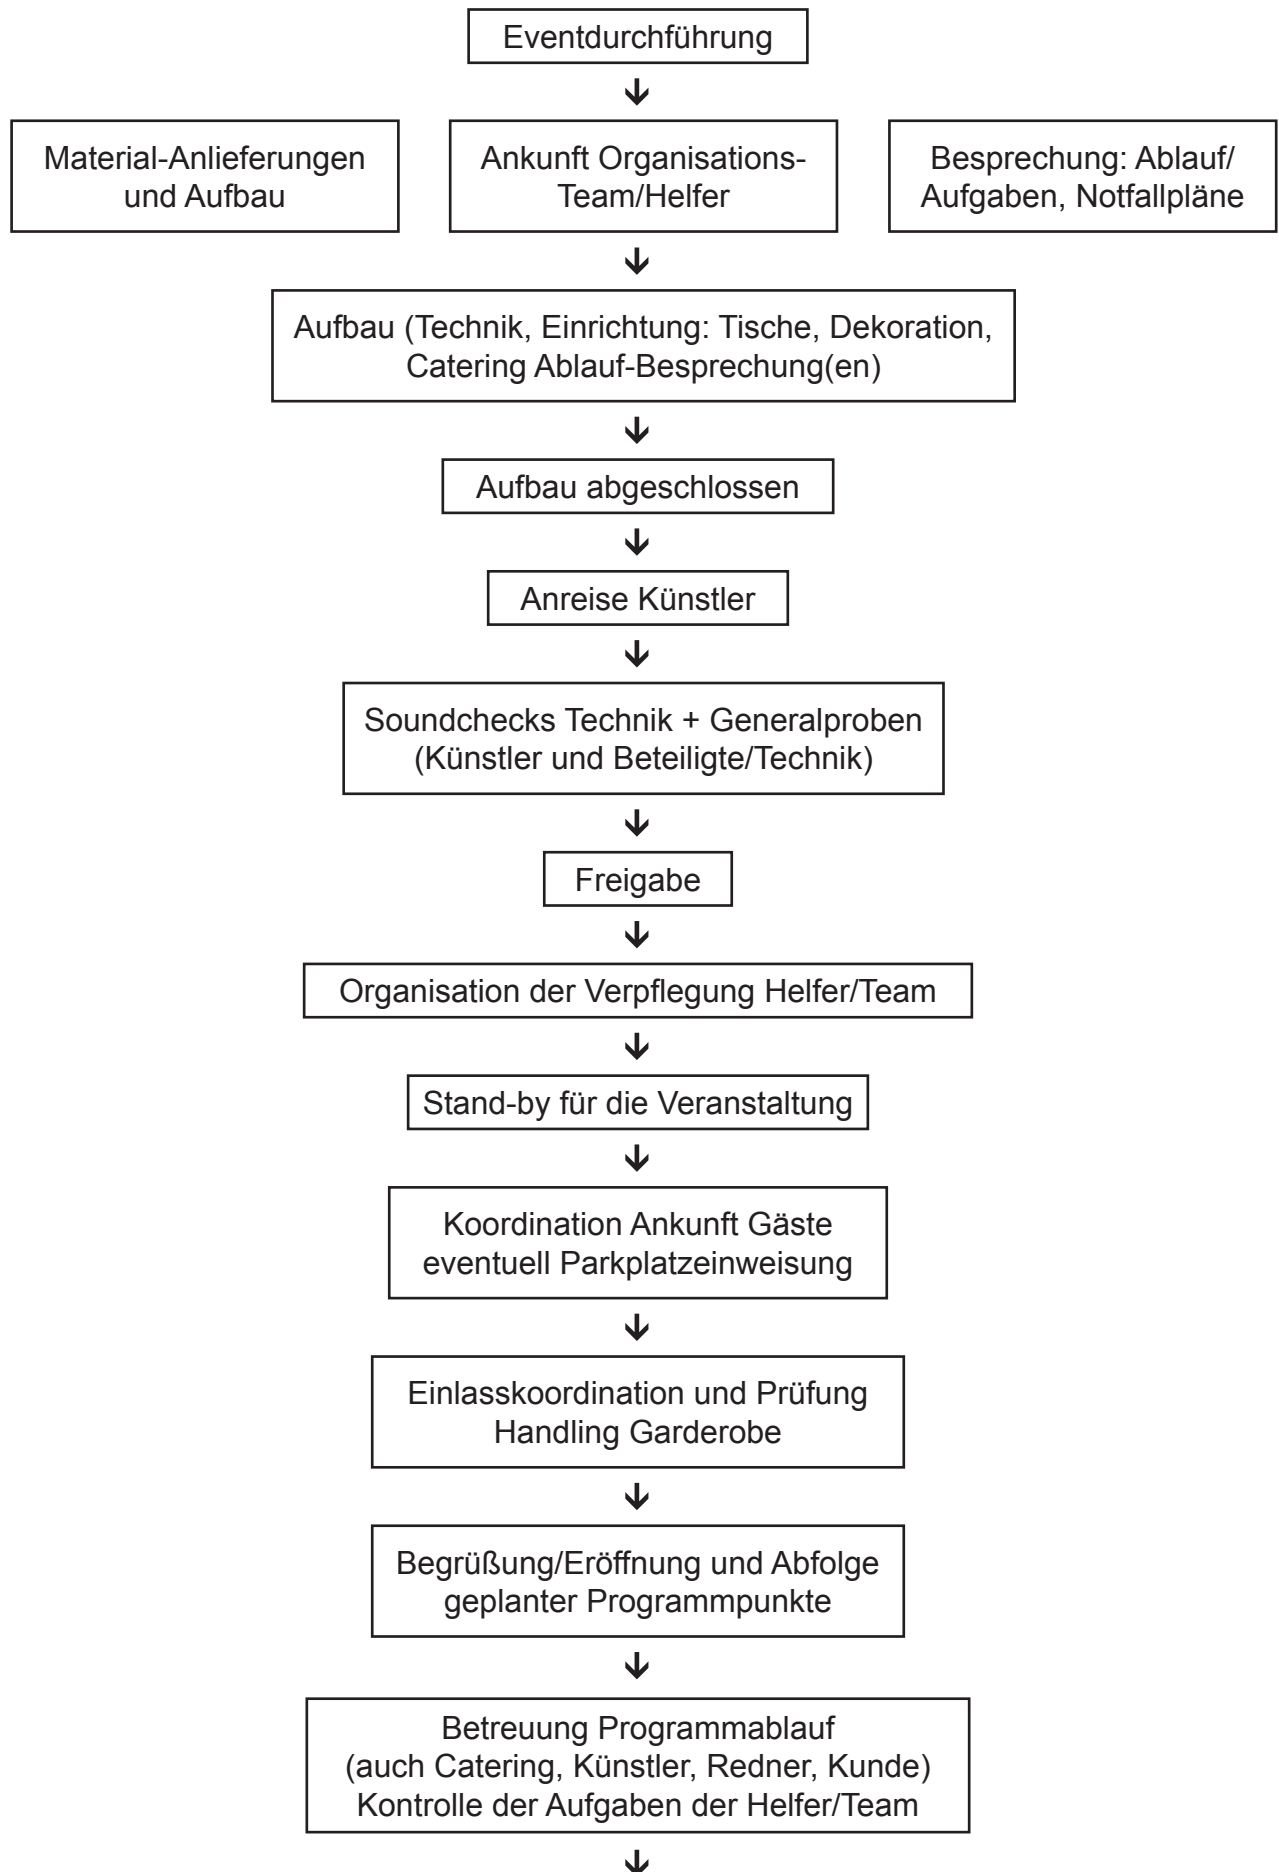 Eventdurchführung
Material-Anlieferungen
und Aufbau
Ankunft Organisations-
Team/Helfer
Besprechung: Ablauf/
Aufgaben, Notfallpläne
Aufbau (Technik, Einrichtung: Tische, Dekoration,
Catering Ablauf-Besprechung(en)
Aufbau abgeschlossen
Anreise Künstler
Soundchecks Technik + Generalproben
(Künstler und Beteiligte/Technik)
Freigabe
Organisation der Verpflegung Helfer/Team
Stand-by für die Veranstaltung
Koordination Ankunft Gäste
eventuell Parkplatzeinweisung
Einlasskoordination und Prüfung
Handling Garderobe
Begrüßung/Eröffnung und Abfolge
geplanter Programmpunkte
Betreuung Programmablauf
(auch Catering, Künstler, Redner, Kunde)
Kontrolle der Aufgaben der Helfer/Team